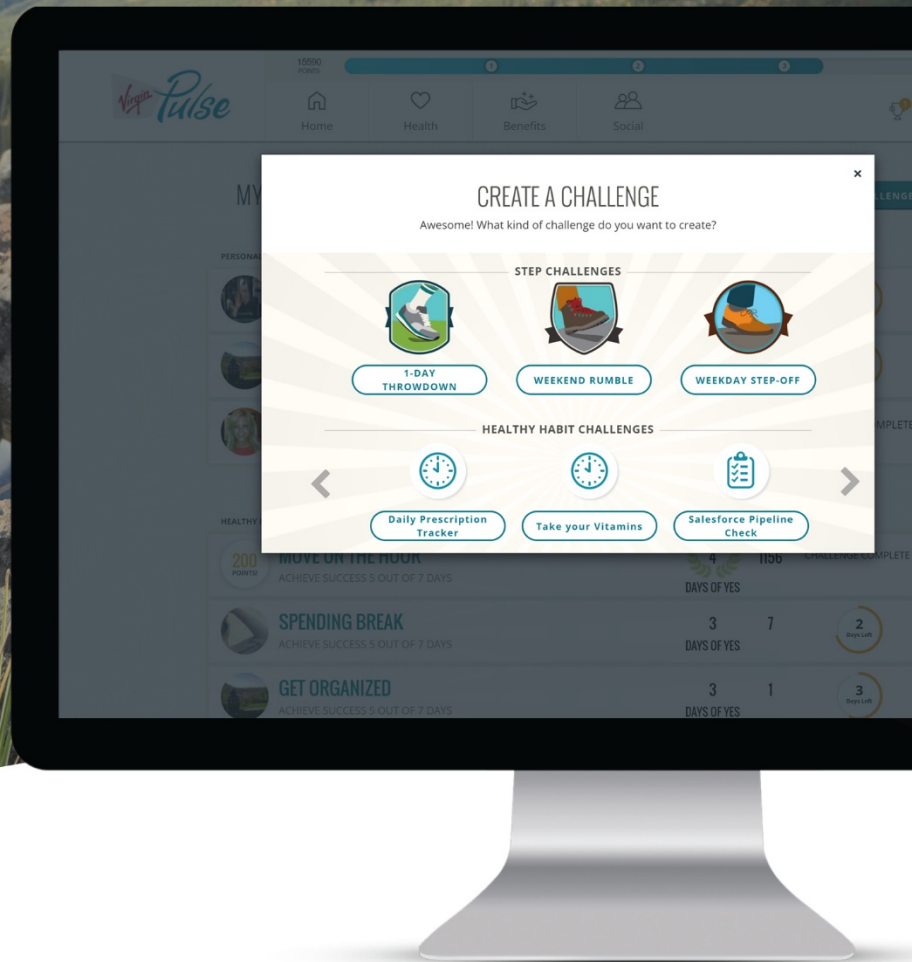 15590
POINTS
1
2
3
Virgin Pulse
Home
Health
Benefits
Social
MY
×
CREATE A CHALLENGE
Awesome! What kind of challenge do you want to create?
PERSONAL
STEP CHALLENGES
1-DAY
THROWDOWN
WEEKEND RUMBLE
WEEKDAY STEP-OFF
HEALTHY HABIT CHALLENGES
Daily Prescription
Tracker
Take your Vitamins
Salesforce Pipeline
Check
HEALTHY
200
POINTS!
MOVE ON THE HOUR
ACHIEVE SUCCESS 5 OUT OF 7 DAYS
4
DAYS OF YES
1156
CHALLENGE COMPLETE
SPENDING BREAK
ACHIEVE SUCCESS 5 OUT OF 7 DAYS
3
DAYS OF YES
7
2
Days Left
GET ORGANIZED
ACHIEVE SUCCESS 5 OUT OF 7 DAYS
3
DAYS OF YES
1
3
Days Left